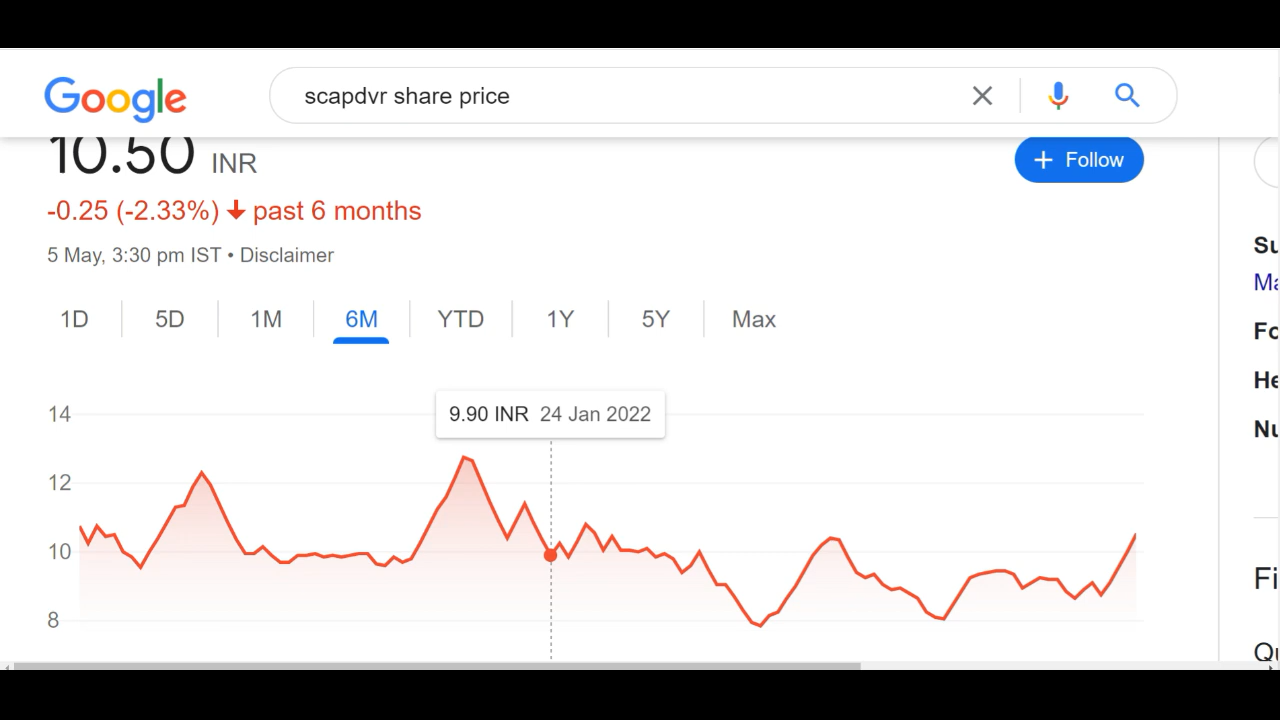 Google
scapdvr share price
10.50 INR
+ Follow
-0.25 (-2.33%) past 6 months
5 May, 3:30 pm IST • Disclaimer
1D 5D 1M 6M YTD 1Y 5Y Max
9.90 INR 24 Jan 2022
14
12
10
8